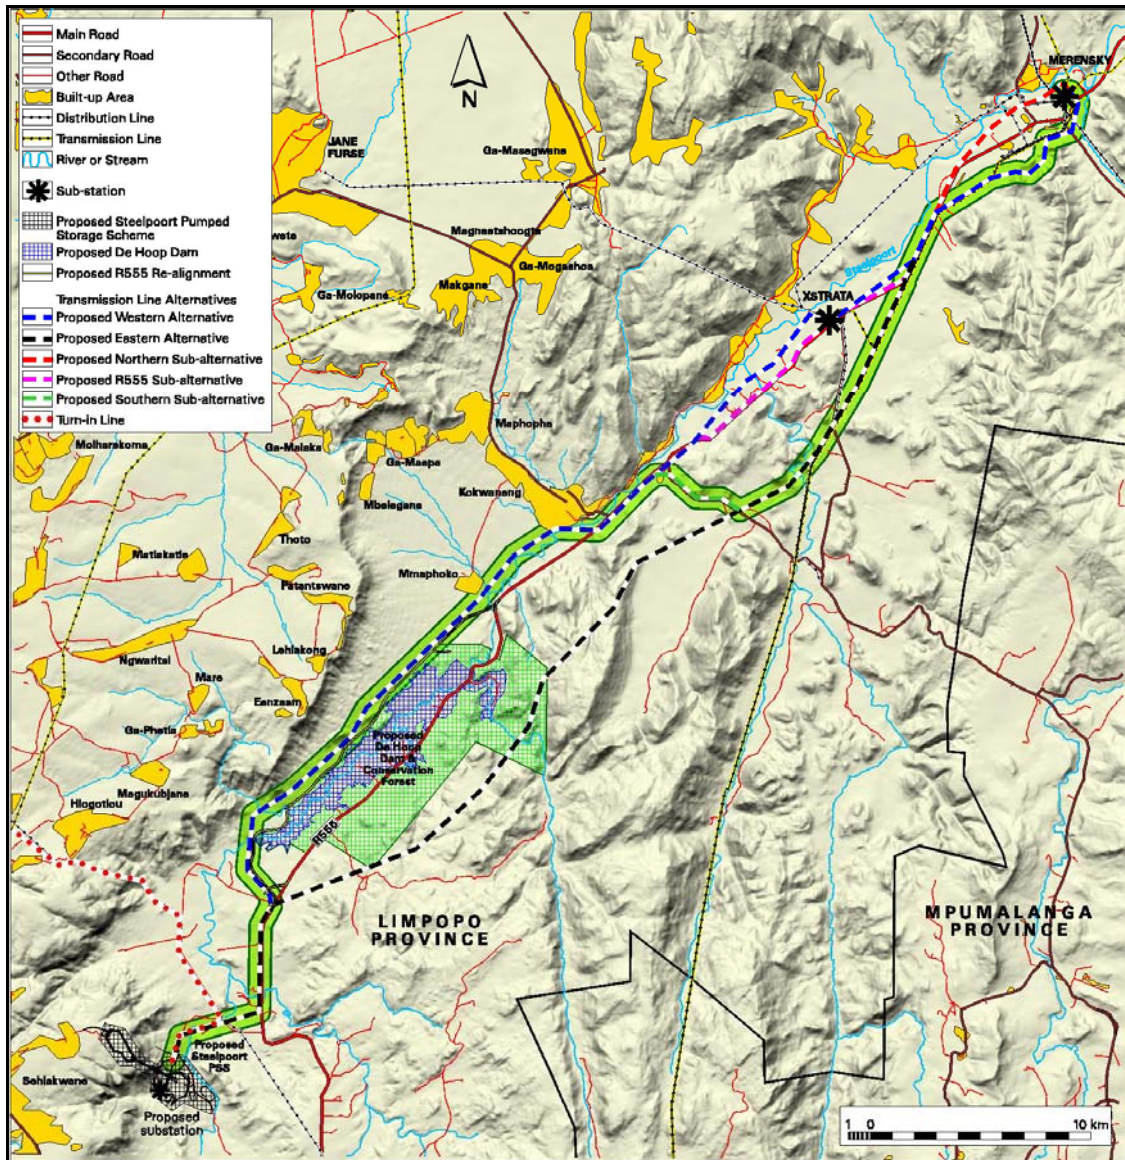 Main Road
Secondary Road
Other Road
Built-up Area
Distribution Line
Transmission Line
River or Stream
Sub-station
Proposed Steelpoort Pumped
Storage Scheme
Proposed De Hoop Dam
Proposed R555 Re-alignment
Transmission Line Alternatives
Proposed Western Alternative
Proposed Eastern Alternative
Proposed Northern Sub-alternative
Proposed R555 Sub-alternative
Proposed Southern Sub-alternative
Turn-in Line
N
MERENSKY
JANE
FURSE
Ga-Masegwana
Magneetshoogte
Ga-Mogashoa
Makgane
Ga-Molopane
Steelpoort
XSTRATA
Maphopha
Ga-Malaka
Ga-Maepa
Kokwaneng
Mbelegane
Thoto
Matlakatle
Patantswane
Mmaphoko
Ngwaritsi
Lehlakong
Mare
Eenzaam
Ga-Phatla
Magukubjane
Hlogotlou
Proposed
De Hoop
Dam &
Conservation
Forest
R555
LIMPOPO
PROVINCE
MPUMALANGA
PROVINCE
Proposed
Steelpoort
PSS
Sehlakwane
Proposed
substation
1 0 10 km